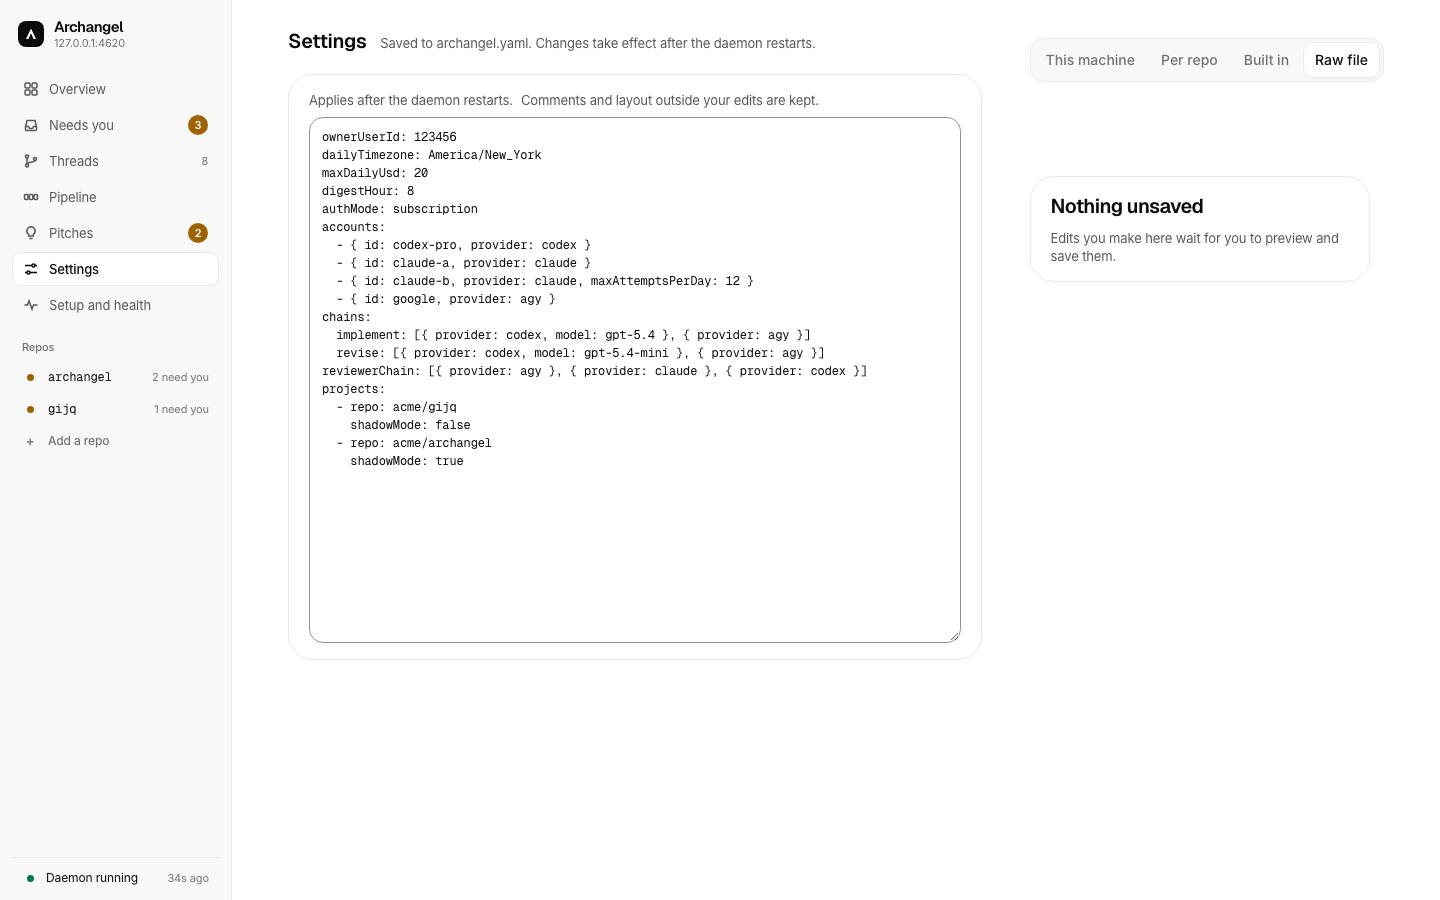 Archangel
127.0.0.1:4620
Overview
Needs you 3
Threads 8
Pipeline
Pitches 2
Settings
Setup and health
Repos
archangel 2 need you
gijq 1 need you
+ Add a repo
Daemon running 34s ago
Settings Saved to archangel.yaml. Changes take effect after the daemon restarts.
This machine Per repo Built in Raw file
Applies after the daemon restarts. Comments and layout outside your edits are kept.
ownerUserId: 123456
dailyTimezone: America/New_York
maxDailyUsd: 20
digestHour: 8
authMode: subscription
accounts:
  - { id: codex-pro, provider: codex }
  - { id: claude-a, provider: claude }
  - { id: claude-b, provider: claude, maxAttemptsPerDay: 12 }
  - { id: google, provider: agy }
chains:
  implement: [{ provider: codex, model: gpt-5.4 }, { provider: agy }]
  revise: [{ provider: codex, model: gpt-5.4-mini }, { provider: agy }]
reviewerChain: [{ provider: agy }, { provider: claude }, { provider: codex }]
projects:
  - repo: acme/gijq
    shadowMode: false
  - repo: acme/archangel
    shadowMode: true
Nothing unsaved
Edits you make here wait for you to preview and
save them.